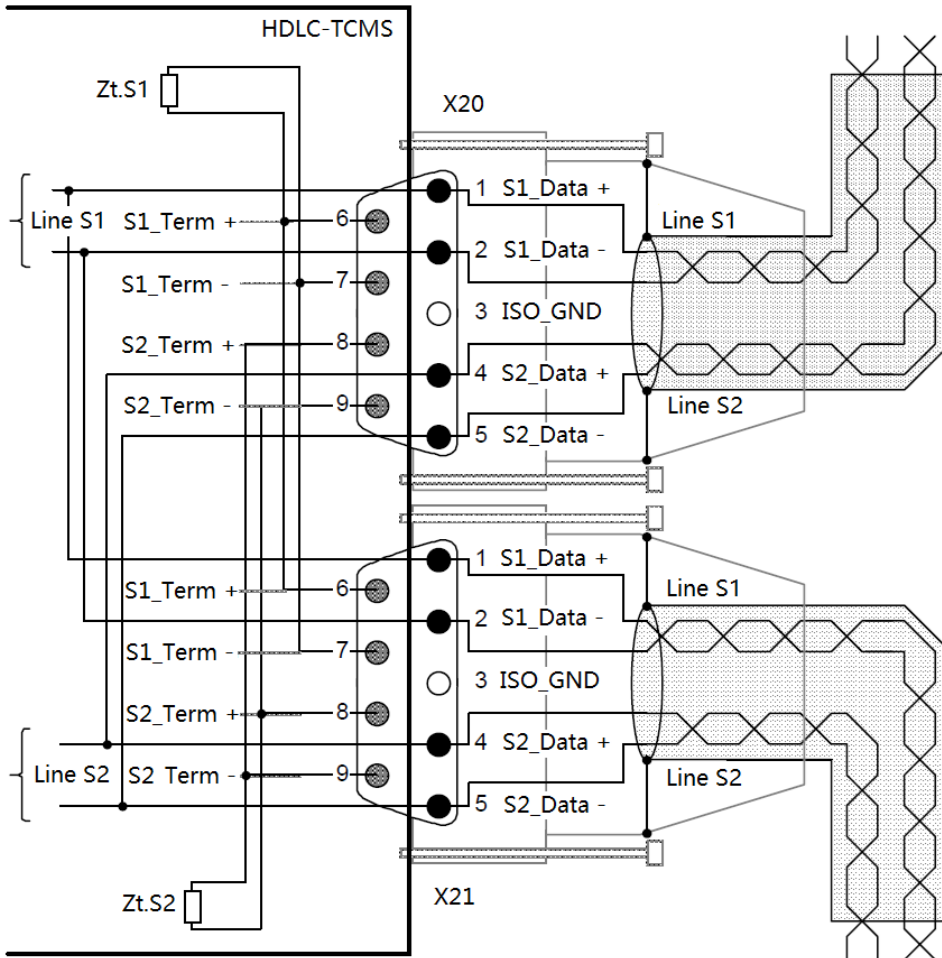 HDLC-TCMS
Zt.S1
X20
1 S1_Data +
Line S1
Line S1
S1_Term +
6
2 S1_Data -
S1_Term -
7
3 ISO_GND
S2_Term +
8
4 S2_Data +
S2_Term -
9
Line S2
5 S2_Data -
1 S1_Data +
S1_Term +
6
Line S1
2 S1_Data -
S1_Term -
7
3 ISO_GND
S2_Term +
8
4 S2_Data +
Line S2
S2 Term -
9
Line S2
5 S2_Data -
Zt.S2
X21